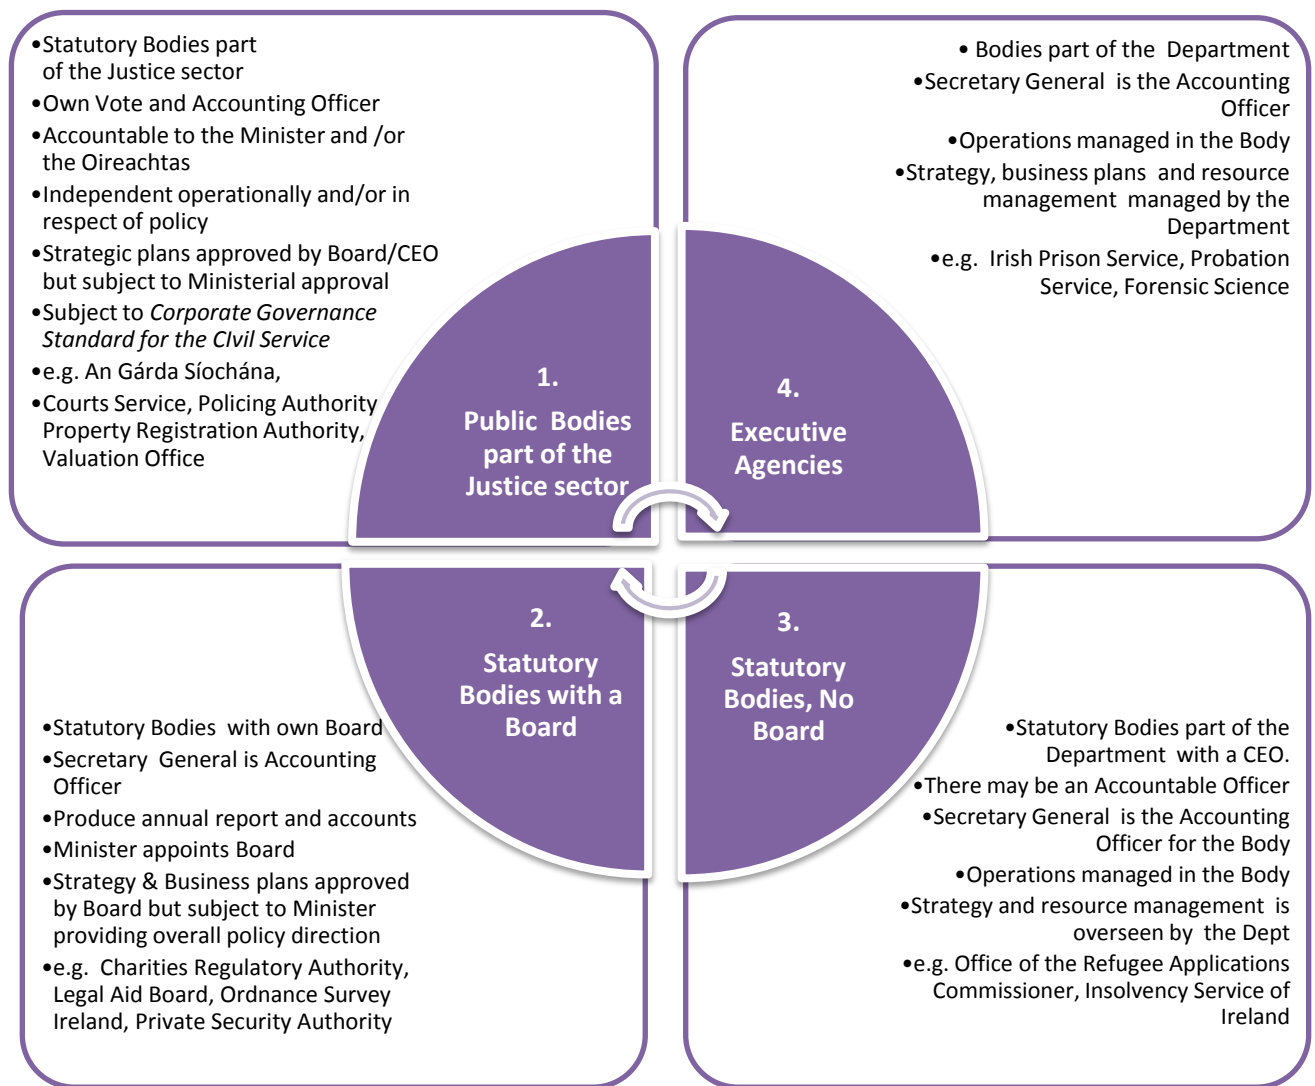 •Statutory Bodies part
of the Justice sector
•Own Vote and Accounting Officer
•Accountable to the Minister and /or
the Oireachtas
•Independent operationally and/or in
respect of policy
•Strategic plans approved by Board/CEO
but subject to Ministerial approval
•Subject to Corporate Governance
Standard for the CIvil Service
•e.g. An Gárda Síochána,
•Courts Service, Policing Authority
Property Registration Authority,
Valuation Office
1.
Public Bodies
part of the
Justice sector
• Bodies part of the Department
•Secretary General is the Accounting
Officer
•Operations managed in the Body
•Strategy, business plans and resource
management managed by the
Department
•e.g. Irish Prison Service, Probation
Service, Forensic Science
4.
Executive
Agencies
2.
Statutory
Bodies with a
Board
•Statutory Bodies with own Board
•Secretary General is Accounting
Officer
•Produce annual report and accounts
•Minister appoints Board
•Strategy & Business plans approved
by Board but subject to Minister
providing overall policy direction
•e.g. Charities Regulatory Authority,
Legal Aid Board, Ordnance Survey
Ireland, Private Security Authority
3.
Statutory
Bodies, No
Board
•Statutory Bodies part of the
Department with a CEO.
•There may be an Accountable Officer
•Secretary General is the Accounting
Officer for the Body
•Operations managed in the Body
•Strategy and resource management is
overseen by the Dept
•e.g. Office of the Refugee Applications
Commissioner, Insolvency Service of
Ireland